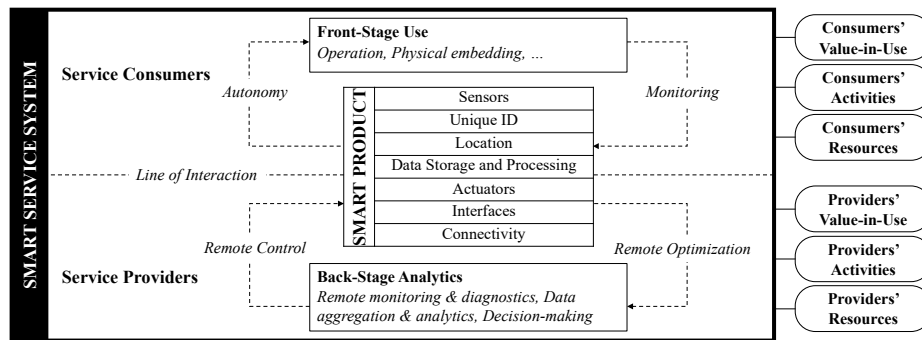 SMART SERVICE SYSTEM
Service Consumers
Front-Stage Use
Operation, Physical embedding, …
Autonomy
Monitoring
SMART PRODUCT
Sensors
Unique ID
Location
Data Storage and Processing
Actuators
Interfaces
Connectivity
Line of Interaction
Remote Control
Remote Optimization
Service Providers
Back-Stage Analytics
Remote monitoring & diagnostics, Data
aggregation & analytics, Decision-making
Consumers’
Value-in-Use
Consumers’
Activities
Consumers’
Resources
Providers’
Value-in-Use
Providers’
Activities
Providers’
Resources